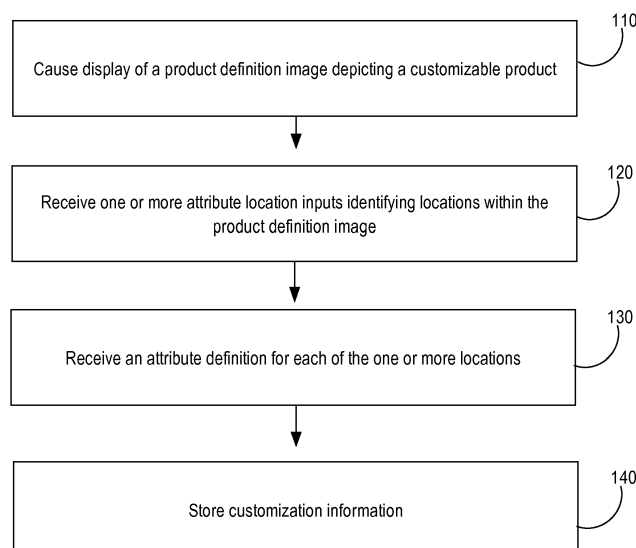 110
Cause display of a product definition image depicting a customizable product
120
Receive one or more attribute location inputs identifying locations within the
product definition image
130
Receive an attribute definition for each of the one or more locations
140
Store customization information